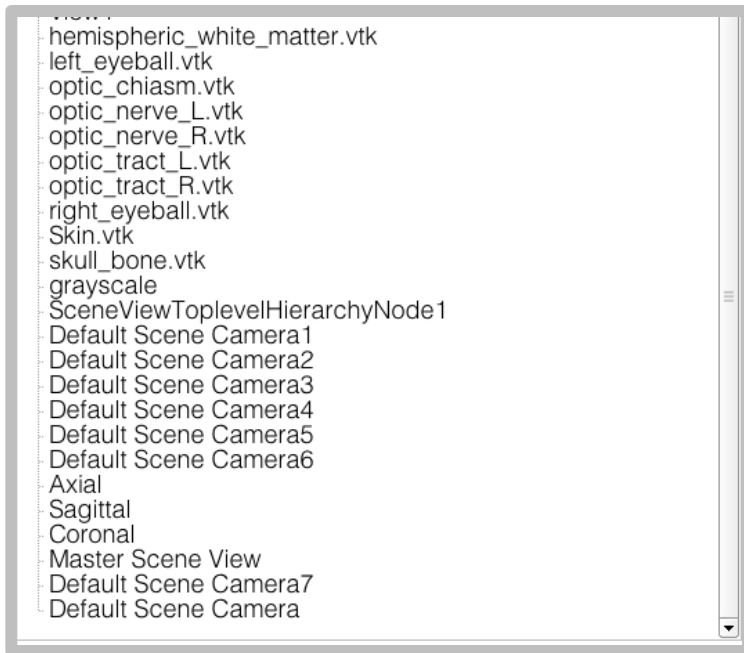 hemispheric_white_matter.vtk
left_eyeball.vtk
optic_chiasm.vtk
optic_nerve_L.vtk
optic_nerve_R.vtk
optic_tract_L.vtk
optic_tract_R.vtk
right_eyeball.vtk
Skin.vtk
skull_bone.vtk
grayscale
SceneViewToplevelHierarchyNode1
Default Scene Camera1
Default Scene Camera2
Default Scene Camera3
Default Scene Camera4
Default Scene Camera5
Default Scene Camera6
Axial
Sagittal
Coronal
Master Scene View
Default Scene Camera7
Default Scene Camera